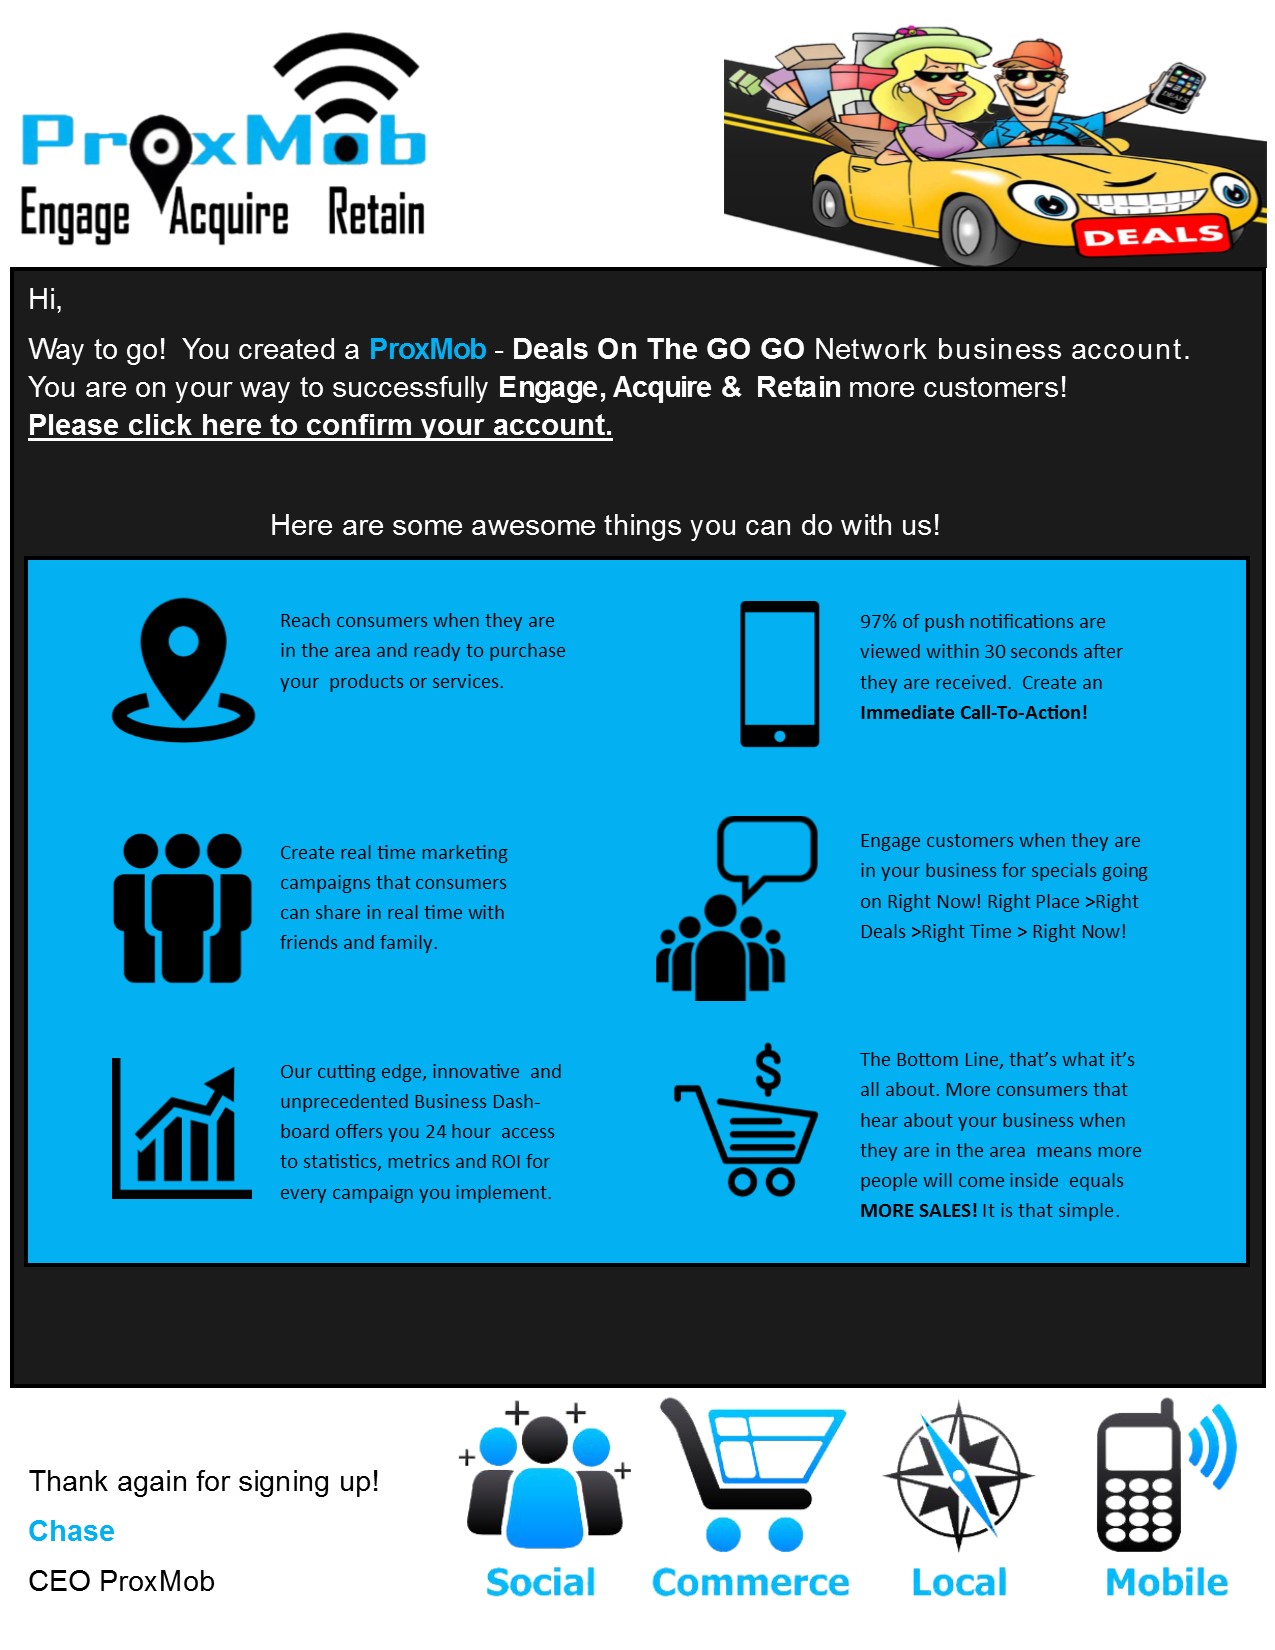 ProxMob
Engage Acquire Retain
DEALS
DEALS
Hi,
Way to go!  You created a ProxMob - Deals On The GO GO Network business account.
You are on your way to successfully Engage, Acquire &  Retain more customers!
Please click here to confirm your account.
Here are some awesome things you can do with us!
Reach consumers when they are
in the area and ready to purchase
your  products or services.
97% of push notifications are
viewed within 30 seconds after
they are received.  Create an
Immediate Call-To-Action!
Create real time marketing
campaigns that consumers
can share in real time with
friends and family.
Engage customers when they are
in your business for specials going
on Right Now! Right Place >Right
Deals >Right Time > Right Now!
Our cutting edge, innovative  and
unprecedented Business Dash-
board offers you 24 hour  access
to statistics, metrics and ROI for
every campaign you implement.
$
The Bottom Line, that's what it's
all about. More consumers that
hear about your business when
they are in the area  means more
people will come inside  equals
MORE SALES! It is that simple.
Thank again for signing up!
Chase
CEO ProxMob
Social
Commerce
Local
Mobile